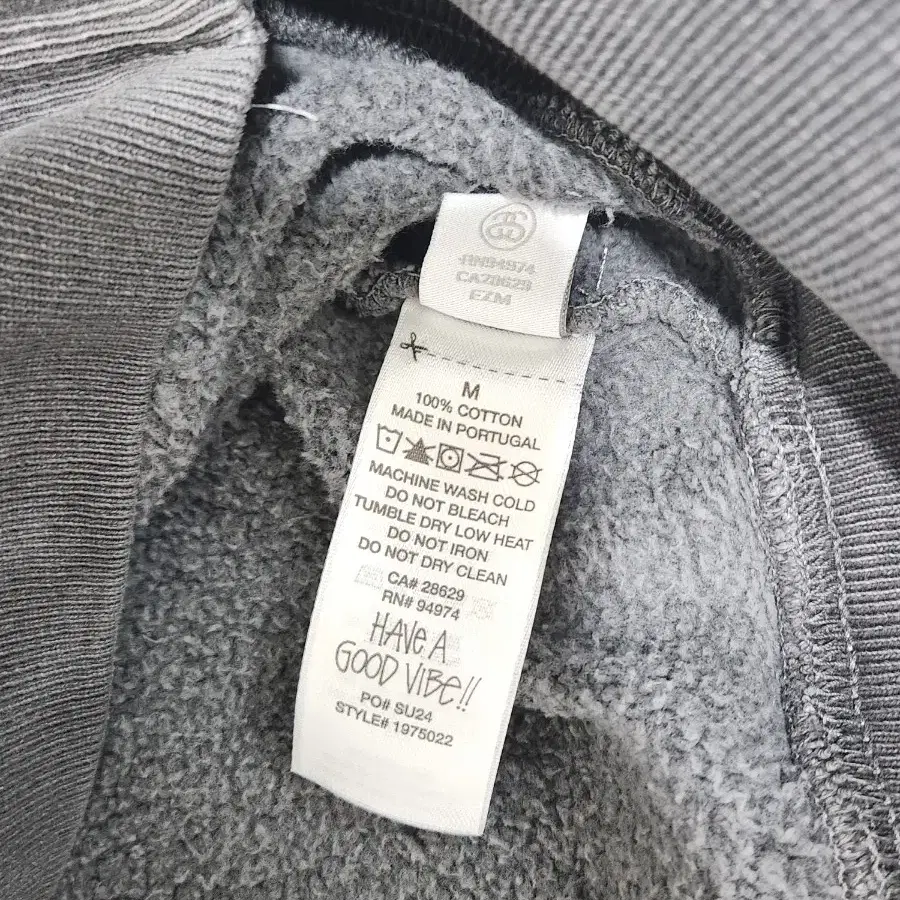 RN94974
CA28629
EZM
M
100% COTTON
MADE IN PORTUGAL
MACHINE WASH COLD
DO NOT BLEACH
TUMBLE DRY LOW HEAT
DO NOT IRON
DO NOT DRY CLEAN
CA# 28629
RN# 94974
HAVE A
GOOD VIBE!!
PO# SU24
STYLE# 1975022